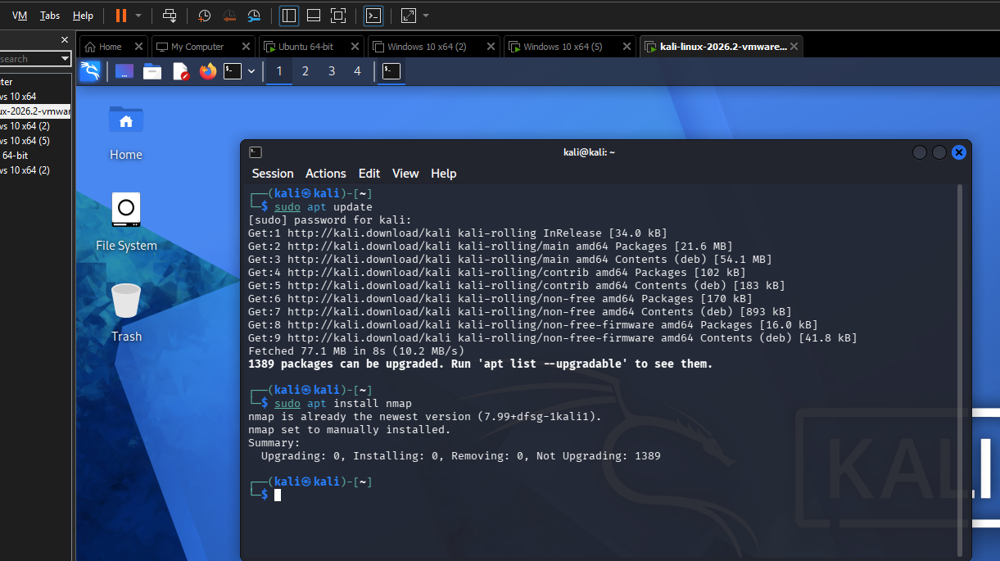 VM Tabs Help
Home My Computer Ubuntu 64-bit Windows 10 x64 (2) Windows 10 x64 (5) kali-linux-2026.2-vmware...
search
1 2 3 4
ter
ws 10 x64
ux-2026.2-vmwar
ws 10 x64 (2)
ws 10 x64 (5)
64-bit
ws 10 x64 (2)
Home
File System
Trash
kali@kali: ~
Session Actions Edit View Help
┌──(kali㉿kali)-[~]
└─$ sudo apt update
[sudo] password for kali:
Get:1 http://kali.download/kali kali-rolling InRelease [34.0 kB]
Get:2 http://kali.download/kali kali-rolling/main amd64 Packages [21.6 MB]
Get:3 http://kali.download/kali kali-rolling/main amd64 Contents (deb) [54.1 MB]
Get:4 http://kali.download/kali kali-rolling/contrib amd64 Packages [102 kB]
Get:5 http://kali.download/kali kali-rolling/contrib amd64 Contents (deb) [183 kB]
Get:6 http://kali.download/kali kali-rolling/non-free amd64 Packages [170 kB]
Get:7 http://kali.download/kali kali-rolling/non-free amd64 Contents (deb) [893 kB]
Get:8 http://kali.download/kali kali-rolling/non-free-firmware amd64 Packages [16.0 kB]
Get:9 http://kali.download/kali kali-rolling/non-free-firmware amd64 Contents (deb) [41.8 kB]
Fetched 77.1 MB in 8s (10.2 MB/s)
1389 packages can be upgraded. Run 'apt list --upgradable' to see them.
┌──(kali㉿kali)-[~]
└─$ sudo apt install nmap
nmap is already the newest version (7.99+dfsg-1kali1).
nmap set to manually installed.
Summary:
Upgrading: 0, Installing: 0, Removing: 0, Not Upgrading: 1389
┌──(kali㉿kali)-[~]
└─$
KALI